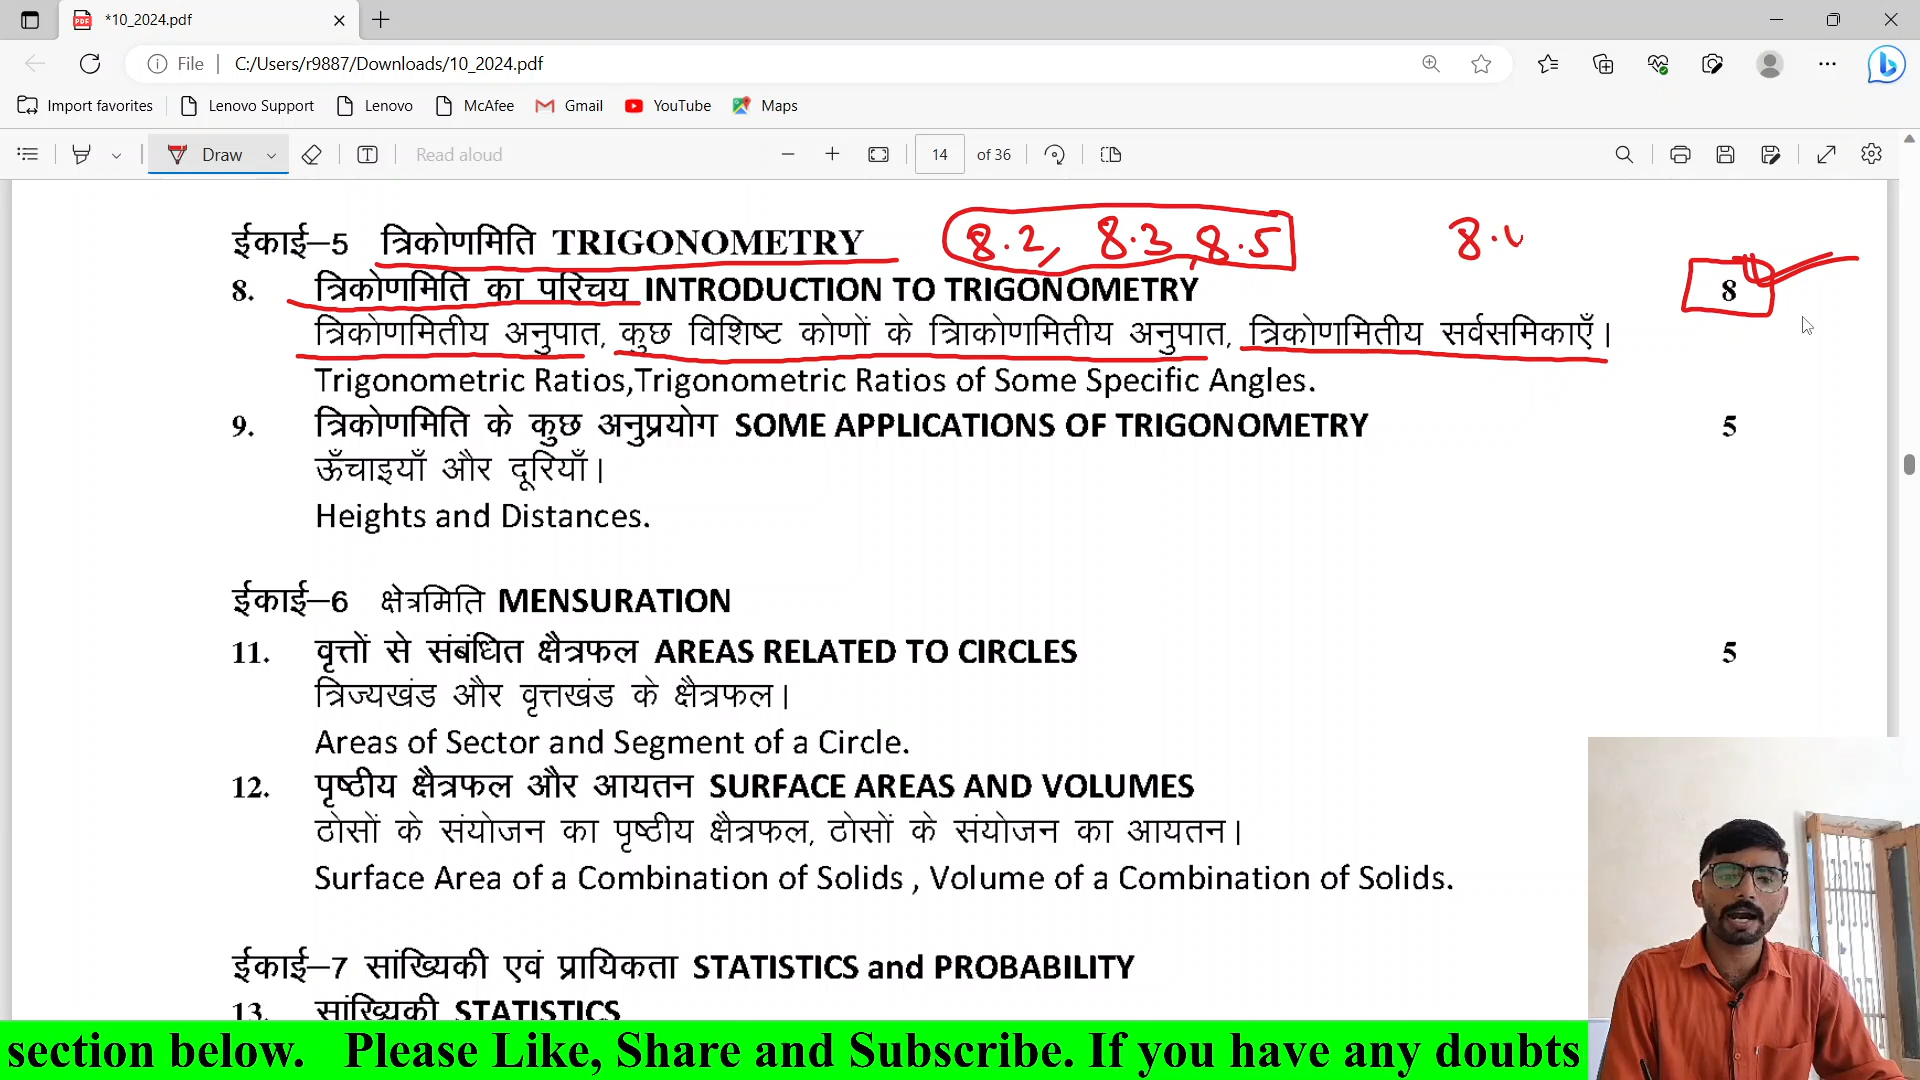 *10_2024.pdf
File C:/Users/r9887/Downloads/10_2024.pdf
Import favorites Lenovo Support Lenovo McAfee Gmail YouTube Maps
Draw Read aloud 14 of 36
ईकाई–5 त्रिकोणमिति TRIGONOMETRY 8.2, 8.3, 8.5
8. त्रिकोणमिति का परिचय INTRODUCTION TO TRIGONOMETRY 8
त्रिकोणमितीय अनुपात, कुछ विशिष्ट कोणों के त्रिाकोणमितीय अनुपात, त्रिकोणमितीय सर्वसमिकाएँ।
Trigonometric Ratios,Trigonometric Ratios of Some Specific Angles.
9. त्रिकोणमिति के कुछ अनुप्रयोग SOME APPLICATIONS OF TRIGONOMETRY 5
ऊँचाइयाँ और दूरियाँ।
Heights and Distances.
ईकाई–6 क्षेत्रमिति MENSURATION
11. वृत्तों से संबंधित क्षैत्रफल AREAS RELATED TO CIRCLES 5
त्रिज्यखंड और वृत्तखंड के क्षैत्रफल।
Areas of Sector and Segment of a Circle.
12. पृष्ठीय क्षैत्रफल और आयतन SURFACE AREAS AND VOLUMES
ठोसों के संयोजन का पृष्ठीय क्षैत्रफल, ठोसों के संयोजन का आयतन।
Surface Area of a Combination of Solids , Volume of a Combination of Solids.
ईकाई–7 सांख्यिकी एवं प्रायिकता STATISTICS and PROBABILITY
13. सांख्यिकी STATISTICS
section below. Please Like, Share and Subscribe. If you have any doubts